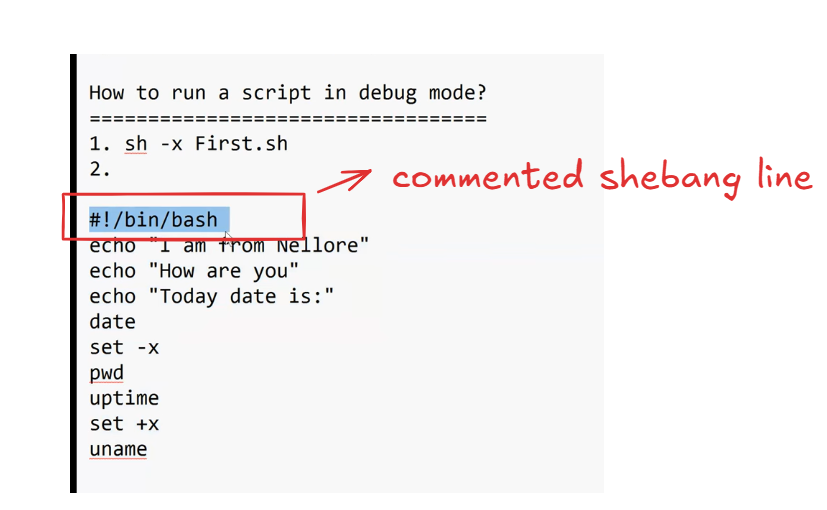 How to run a script in debug mode?
==================================
1. sh -x First.sh
2.
commented shebang line
#!/bin/bash
echo "I am from Nellore"
echo "How are you"
echo "Today date is:"
date
set -x
pwd
uptime
set +x
uname